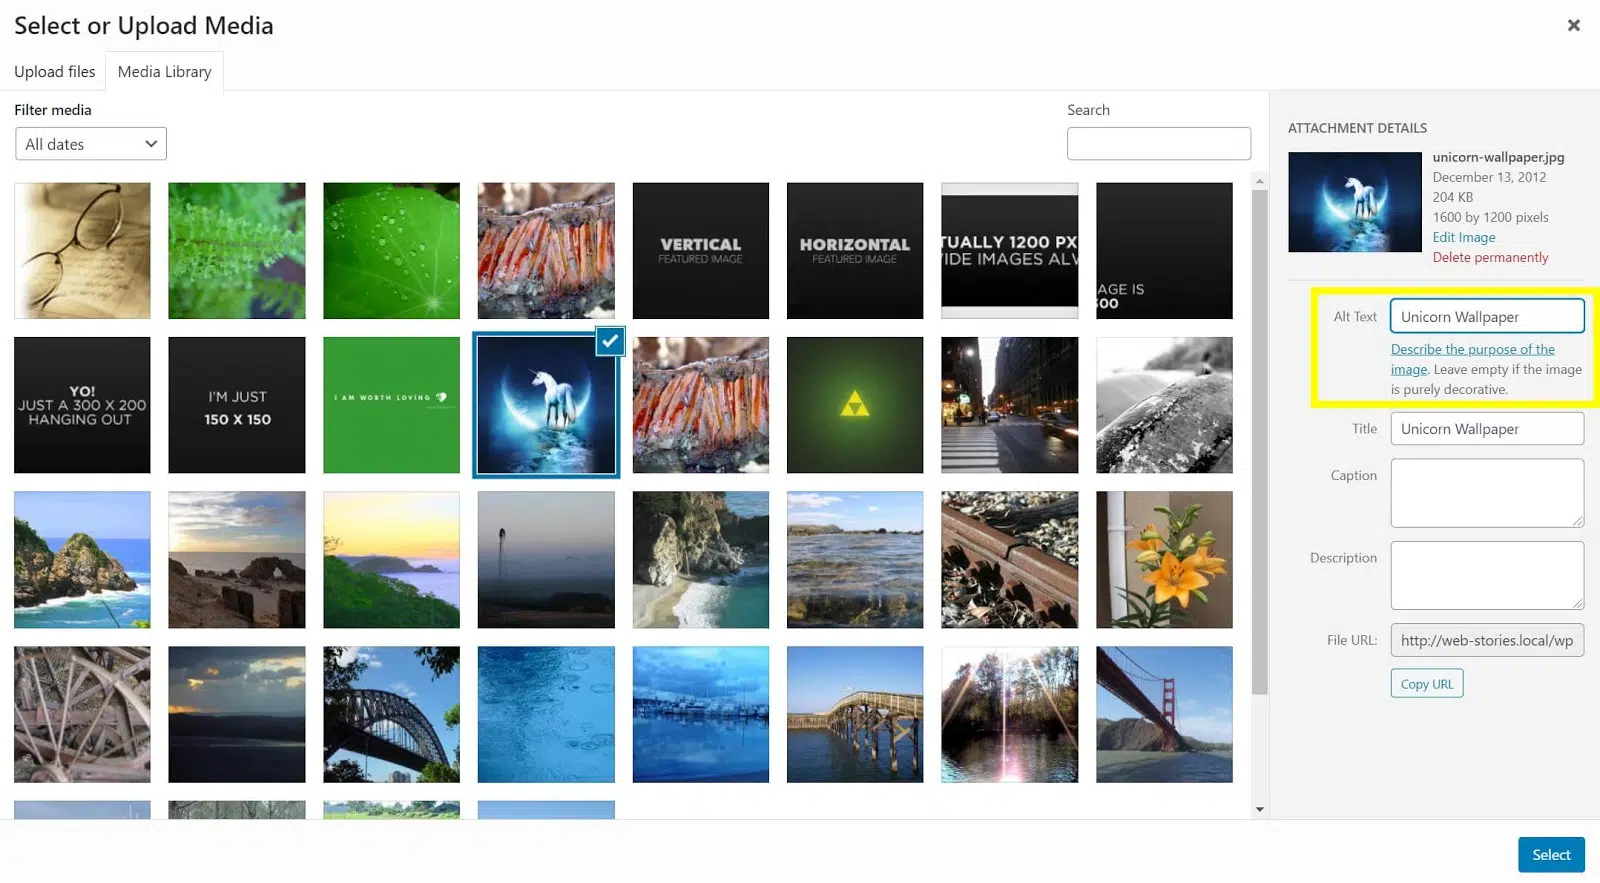 Select or Upload Media
Upload files
Media Library
Filter media
All dates
Search
VERTICAL
FEATURED IMAGE
HORIZONTAL
FEATURED IMAGE
TUALLY 1200 PX
IDE IMAGES ALV
AGE IS
00
YO!
JUST A 300 X 200
HANGING OUT
I'M JUST
150 X 150
I AM WORTH LOVING
ATTACHMENT DETAILS
unicorn-wallpaper.jpg
December 13, 2012
204 KB
1600 by 1200 pixels
Edit Image
Delete permanently
Alt Text
Unicorn Wallpaper
Describe the purpose of the
image. Leave empty if the image
is purely decorative.
Title
Unicorn Wallpaper
Caption
Description
File URL:
http://web-stories.local/wp
Copy URL
Select